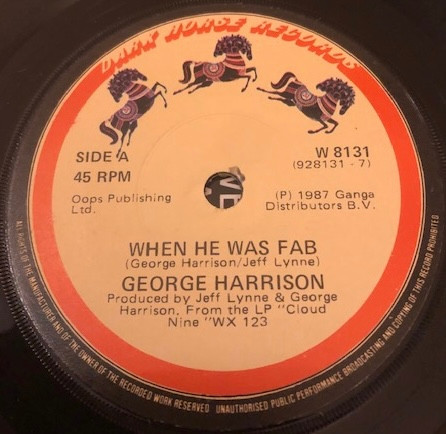 DARK HORSE RECORDS
SIDE A
45 RPM
Oops Publishing
Ltd.
W 8131
(928131 - 7)
(P) 1987 Ganga
Distributors B.V.
WHEN HE WAS FAB
(George Harrison/Jeff Lynne)
GEORGE HARRISON
Produced by Jeff Lynne & George
Harrison. From the LP "Cloud
Nine "WX 123
ALL RIGHTS OF THE MANUFACTURER AND OF THE OWNER OF THE RECORDED WORK RESERVED UNAUTHORISED PUBLIC PERFORMANCE BROADCASTING AND COPYING OF THIS RECORD PROHIBITED